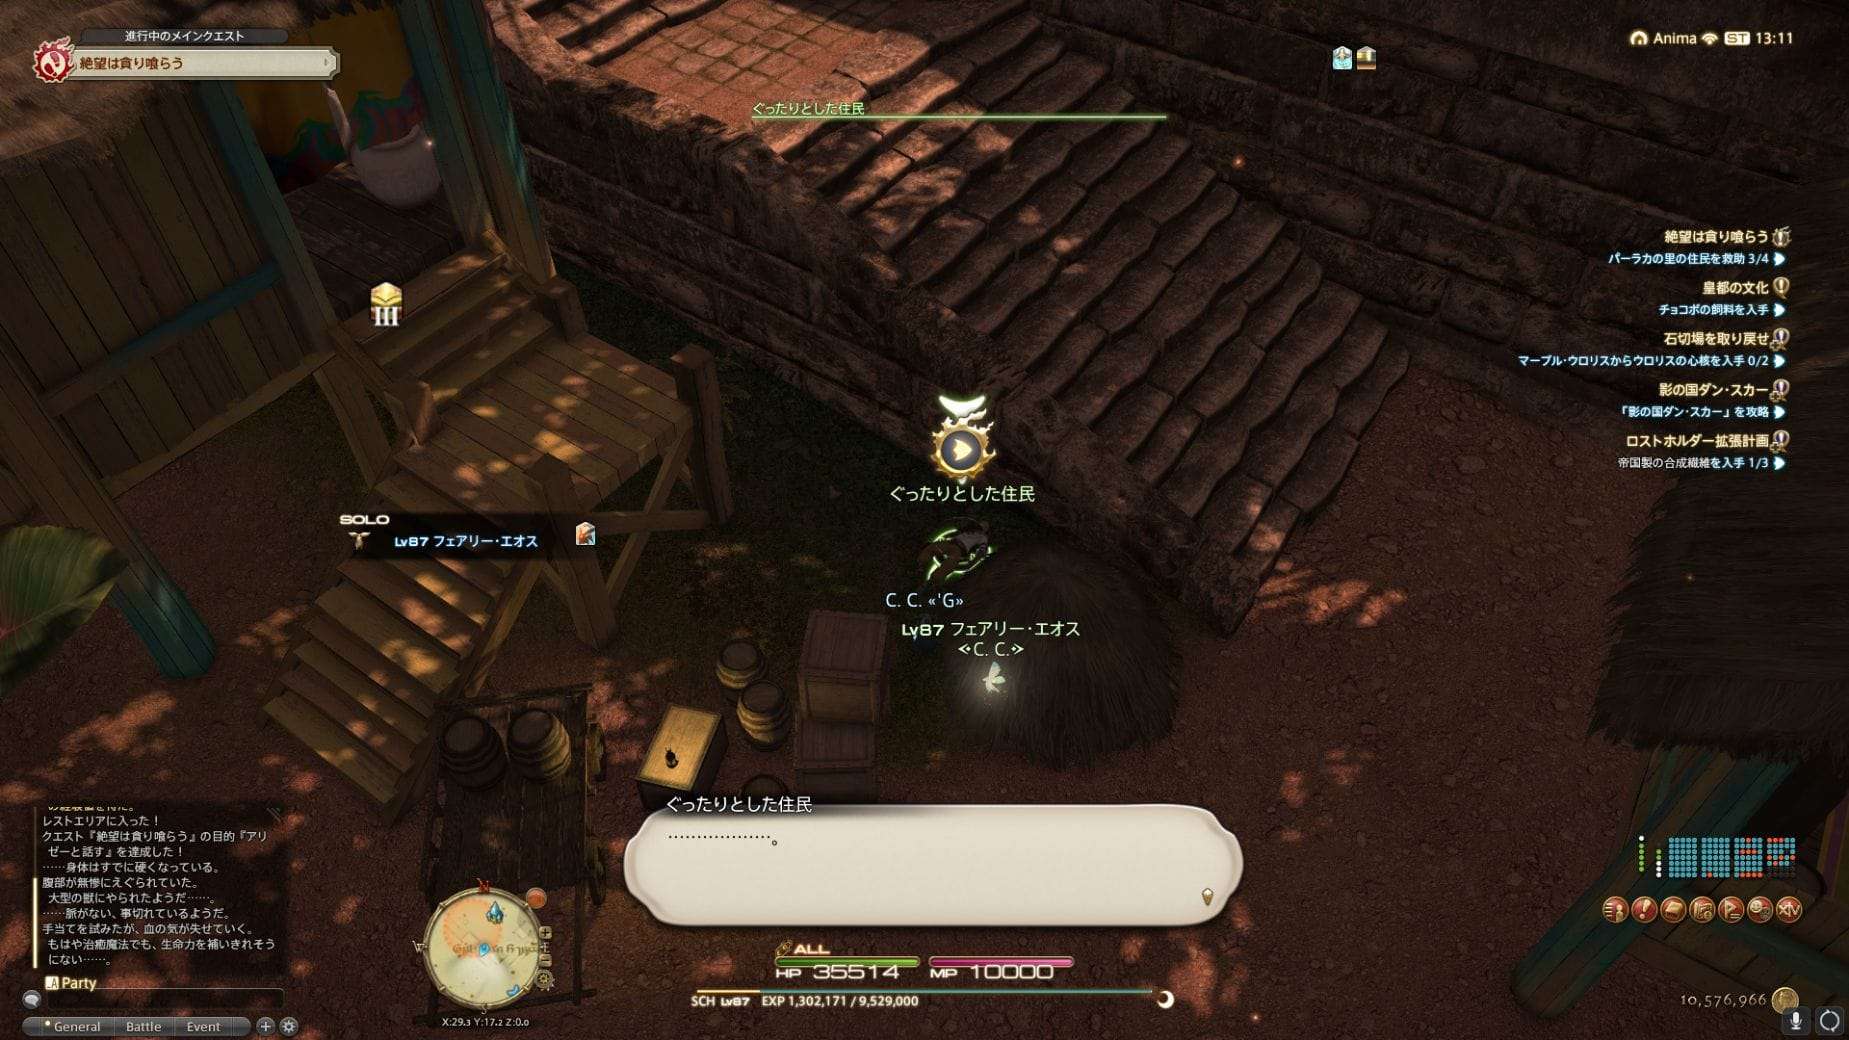 進行中のメインクエスト
絶望は貪り喰らう
Anima ST 13:11
ぐったりとした住民
絶望は貪り喰らう
パーラカの里の住民を救助 3/4
皇都の文化
チョコボの飼料を入手
石切場を取り戻せ
マーブル・ウロリスからウロリスの心核を入手 0/2
影の国ダン・スカー
「影の国ダン・スカー」を攻略
ロストホルダー拡張計画
帝国製の合成繊維を入手 1/3
III
ぐったりとした住民
SOLO
Lv87 フェアリー・エオス
C. C. «'G»
Lv87 フェアリー・エオス
C. C.
ぐったりとした住民
………………。
の経験値を得た。
レストエリアに入った！
クエスト『絶望は貪り喰らう』の目的『アリ
ゼーと話す』を達成した！
……身体はすでに硬くなっている。
腹部が無惨にえぐられていた。
大型の獣にやられたようだ……。
……脈がない、事切れているようだ。
手当てを試みたが、血の気が失せていく。
もはや治癒魔法でも、生命力を補いきれそう
にない……。
Party
General Battle Event
X:29.3 Y:17.2 Z:0.0
ALL
HP 35514 MP 10000
SCH Lv87 EXP 1,302,171 / 9,529,000
10,576,966
XIV